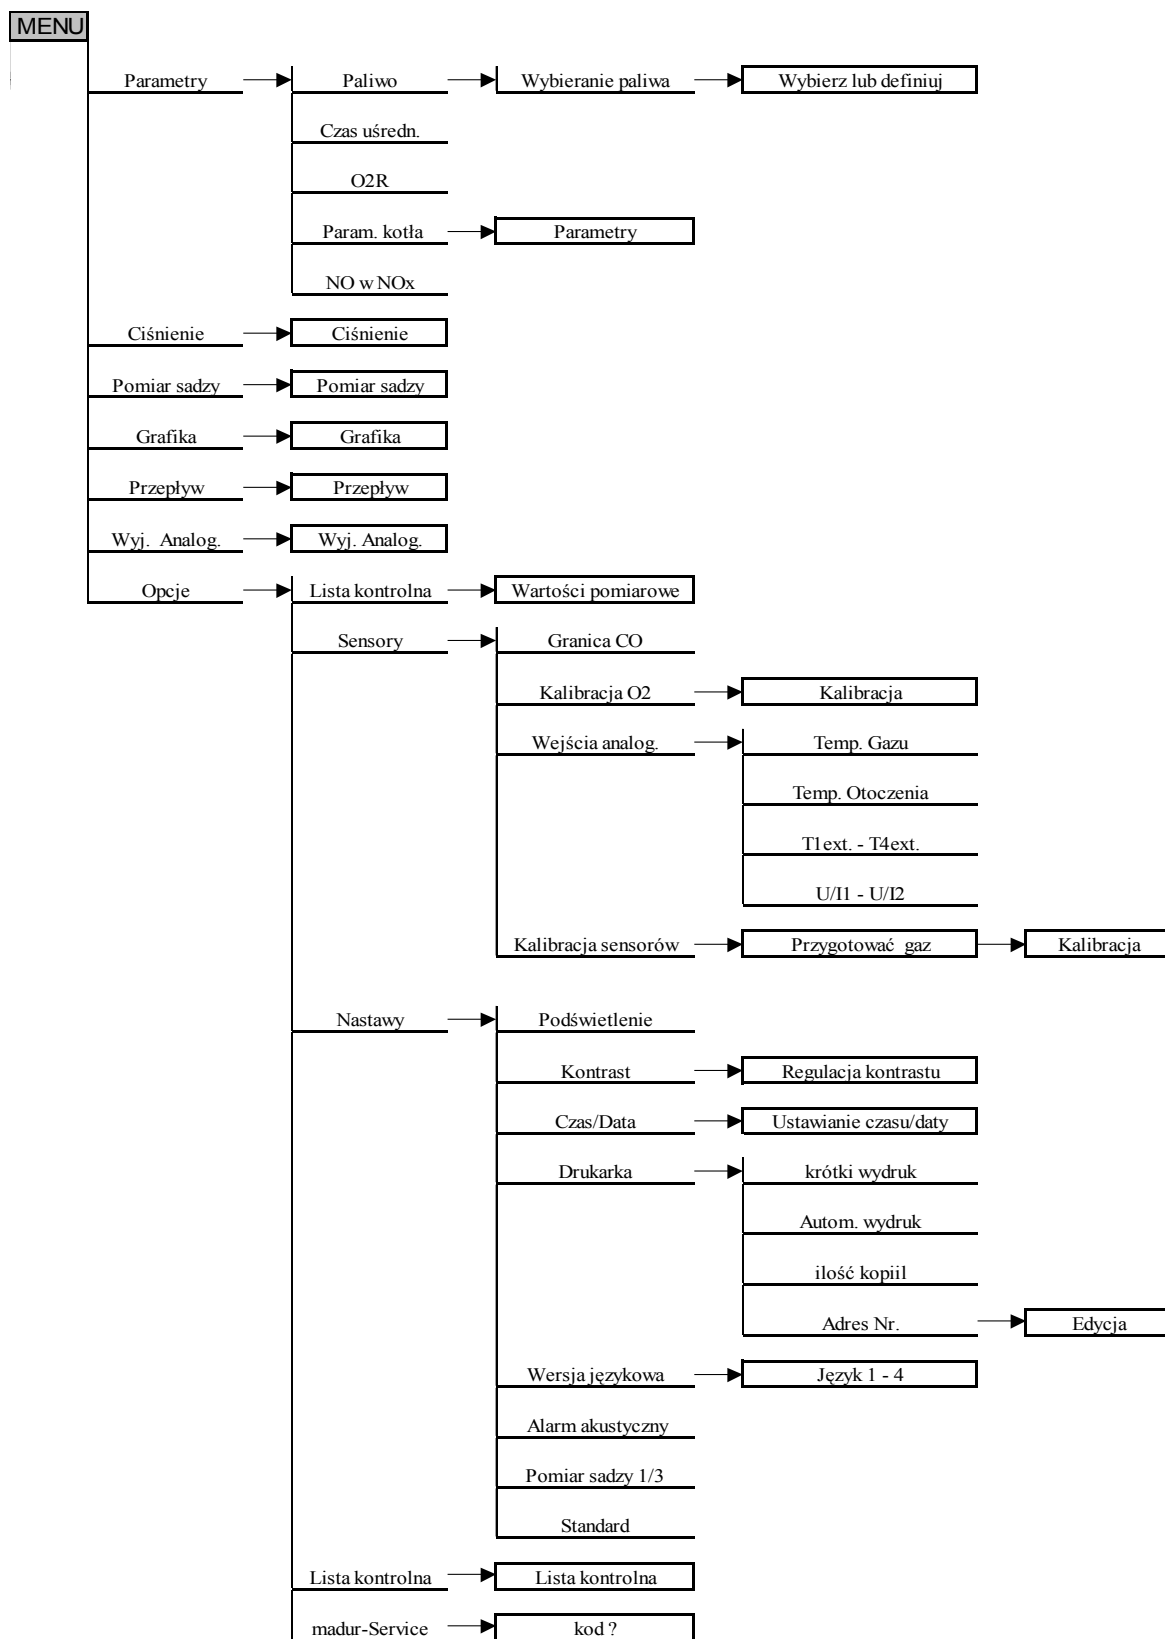 MENU
Parametry Paliwo Wybieranie paliwa Wybierz lub definiuj
Czas uśredn.
O2R
Param. kotła Parametry
NO w NOx
Ciśnienie Ciśnienie
Pomiar sadzy Pomiar sadzy
Grafika Grafika
Przepływ Przepływ
Wyj. Analog. Wyj. Analog.
Opcje Lista kontrolna Wartości pomiarowe
Sensory Granica CO
Kalibracja O2 Kalibracja
Wejścia analog. Temp. Gazu
Temp. Otoczenia
T1ext. - T4ext.
U/I1 - U/I2
Kalibracja sensorów Przygotować gaz Kalibracja
Nastawy Podświetlenie
Kontrast Regulacja kontrastu
Czas/Data Ustawianie czasu/daty
Drukarka krótki wydruk
Autom. wydruk
ilość kopiil
Adres Nr. Edycja
Wersja językowa Język 1 - 4
Alarm akustyczny
Pomiar sadzy 1/3
Standard
Lista kontrolna Lista kontrolna
madur-Service kod ?